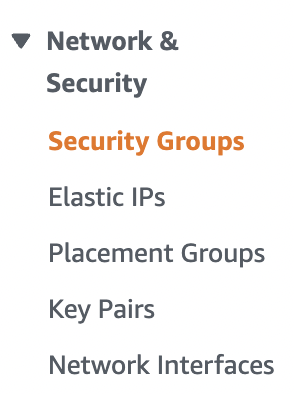 Network &
Security
Security Groups
Elastic IPs
Placement Groups
Key Pairs
Network Interfaces